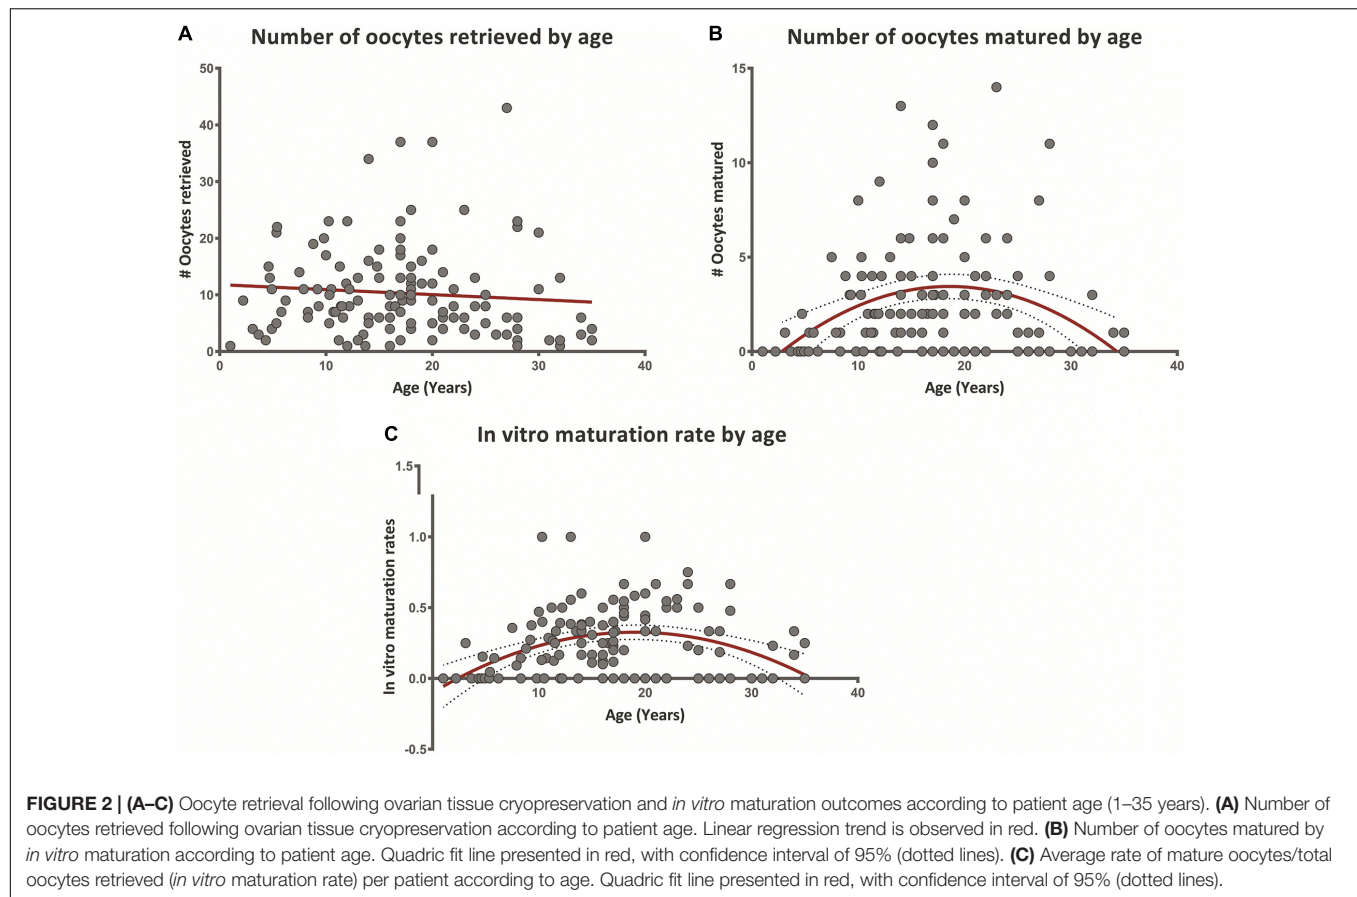 A
Number of oocytes retrieved by age
50
40
30
20
10
0
# Oocytes retrieved
0 10 20 30 40
Age (Years)
B
Number of oocytes matured by age
15
10
5
0
# Oocytes matured
0 10 20 30 40
Age (Years)
C
In vitro maturation rate by age
1.5
1.0
0.5
0.0
-0.5
In vitro maturation rates
10 20 30 40
Age (Years)
FIGURE 2 | (A–C) Oocyte retrieval following ovarian tissue cryopreservation and in vitro maturation outcomes according to patient age (1–35 years). (A) Number of
oocytes retrieved following ovarian tissue cryopreservation according to patient age. Linear regression trend is observed in red. (B) Number of oocytes matured by
in vitro maturation according to patient age. Quadric fit line presented in red, with confidence interval of 95% (dotted lines). (C) Average rate of mature oocytes/total
oocytes retrieved (in vitro maturation rate) per patient according to age. Quadric fit line presented in red, with confidence interval of 95% (dotted lines).